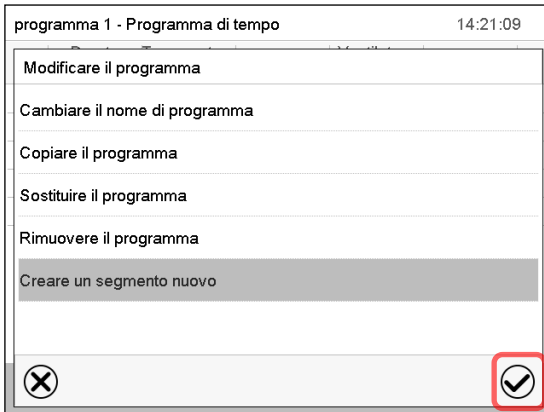 programma 1 - Programma di tempo 14:21:09
Modificare il programma
Cambiare il nome di programma
Copiare il programma
Sostituire il programma
Rimuovere il programma
Creare un segmento nuovo